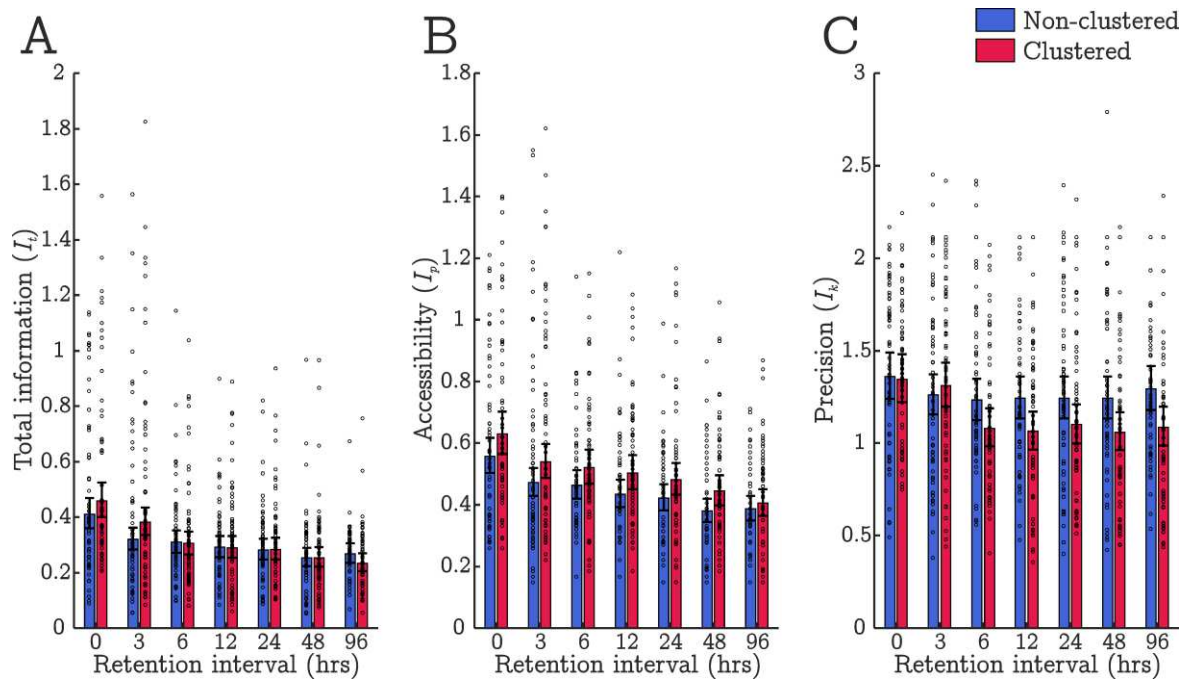 A
B
C
Non-clustered
Clustered
Total information (I_t)
2
1.8
1.6
1.4
1.2
1
0.8
0.6
0.4
0.2
0
0 3 6 12 24 48 96
Retention interval (hrs)
Accessibility (I_p)
1.8
1.6
1.4
1.2
1
0.8
0.6
0.4
0.2
0
0 3 6 12 24 48 96
Retention interval (hrs)
Precision (I_k)
3
2.5
2
1.5
1
0.5
0
0 3 6 12 24 48 96
Retention interval (hrs)